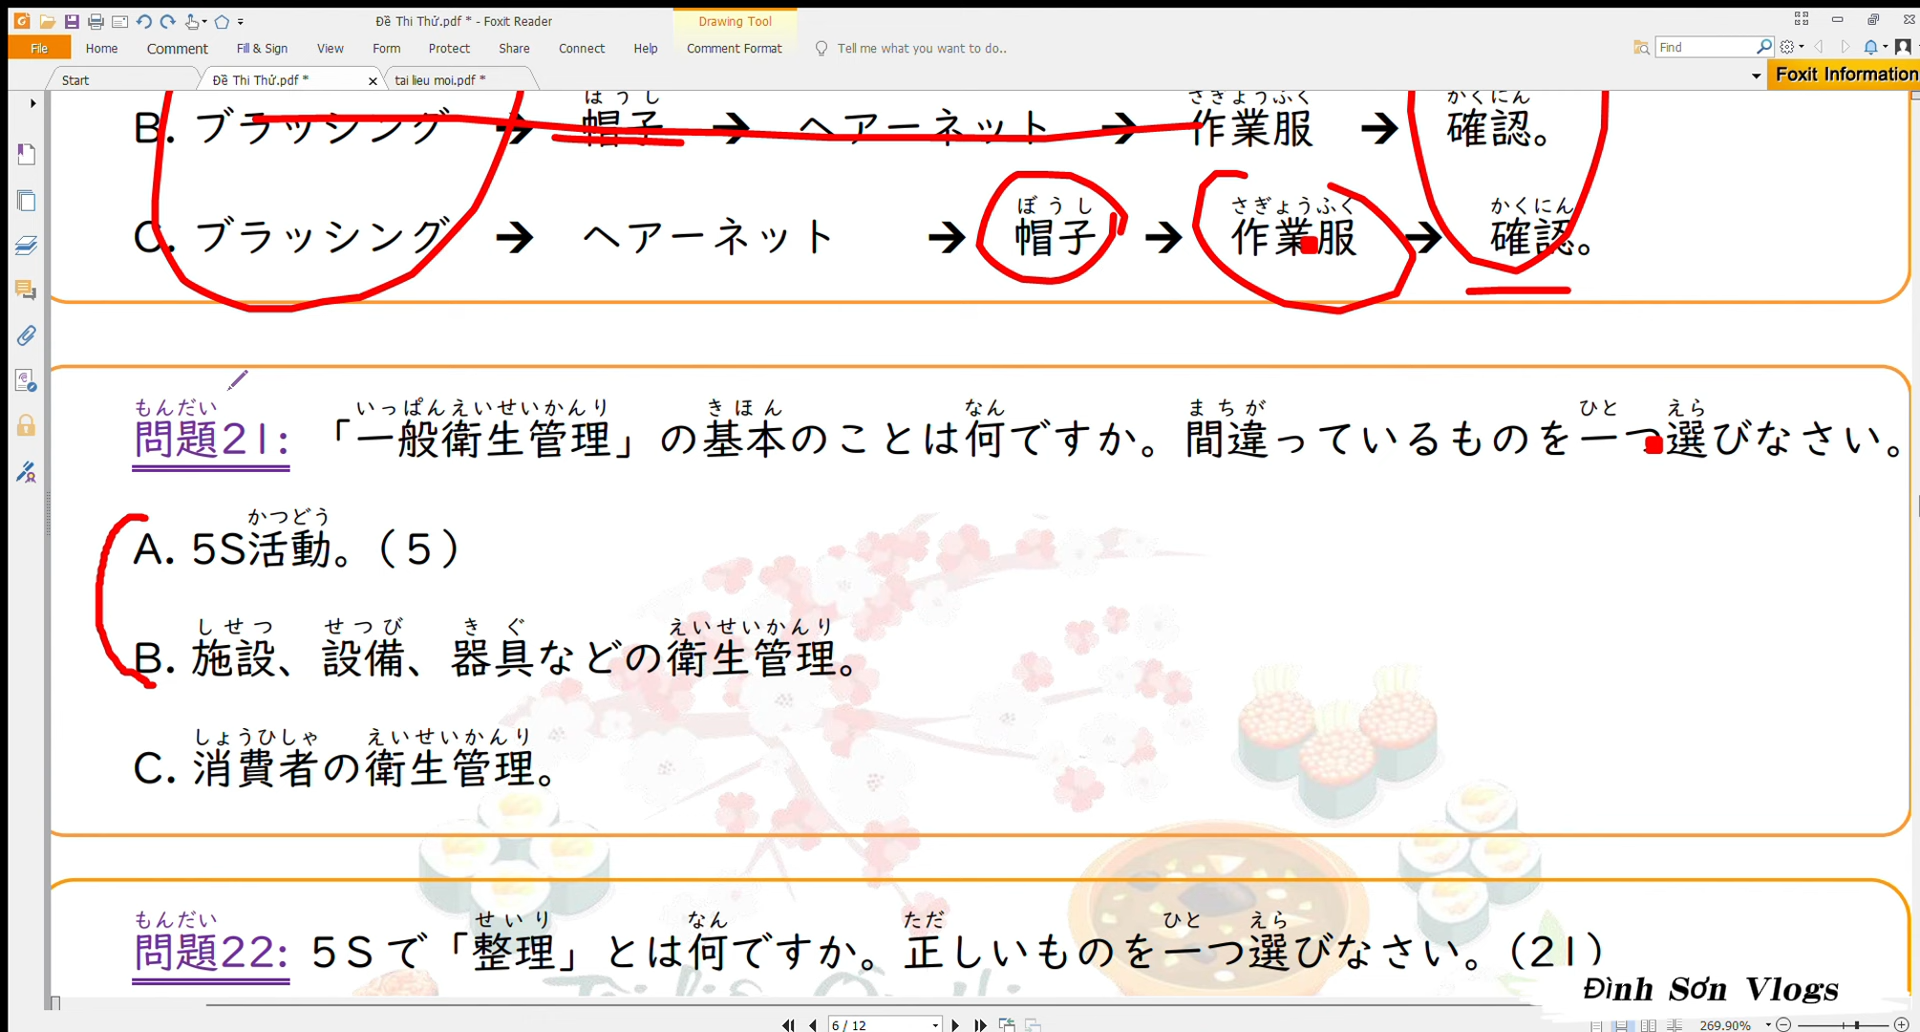 Đề Thi Thử.pdf * - Foxit Reader
Drawing Tool
File Home Comment Fill & Sign View Form Protect Share Connect Help Comment Format Tell me what you want to do..
Find
Start Đề Thi Thử.pdf * tai lieu moi.pdf *
Foxit Information
ぼうし さぎょうふく かくにん
B. ブラッシング → 帽子 → ヘアーネット → 作業服 → 確認。
ぼうし さぎょうふく かくにん
C. ブラッシング → ヘアーネット → 帽子 → 作業服 → 確認。
もんだい いっぱんえいせいかんり きほん なん まちが ひと えら
問題21: 「一般衛生管理」の基本のことは何ですか。間違っているものを一つ選びなさい。
かつどう
A. 5S活動。（５）
しせつ せつび きぐ えいせいかんり
B. 施設、設備、器具などの衛生管理。
しょうひしゃ えいせいかんり
C. 消費者の衛生管理。
もんだい せいり なん ただ ひと えら
問題22: ５Ｓで「整理」とは何ですか。正しいものを一つ選びなさい。（21）
Đình Sơn Vlogs
6 / 12
269.90%